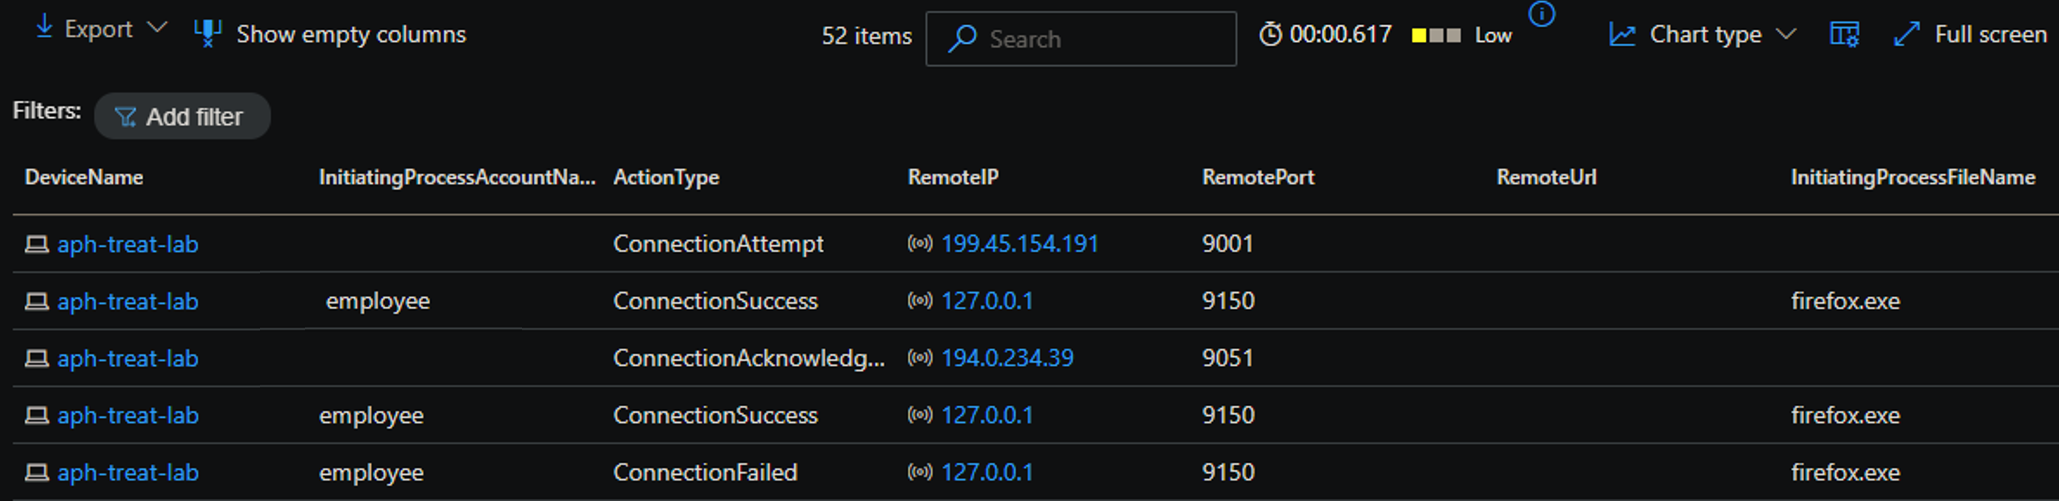 Export Show empty columns 52 items Search 00:00.617 Low Chart type Full screen
Filters: Add filter
DeviceName InitiatingProcessAccountNa... ActionType RemoteIP RemotePort RemoteUrl InitiatingProcessFileName
aph-treat-lab ConnectionAttempt 199.45.154.191 9001
aph-treat-lab employee ConnectionSuccess 127.0.0.1 9150 firefox.exe
aph-treat-lab ConnectionAcknowledg... 194.0.234.39 9051
aph-treat-lab employee ConnectionSuccess 127.0.0.1 9150 firefox.exe
aph-treat-lab employee ConnectionFailed 127.0.0.1 9150 firefox.exe